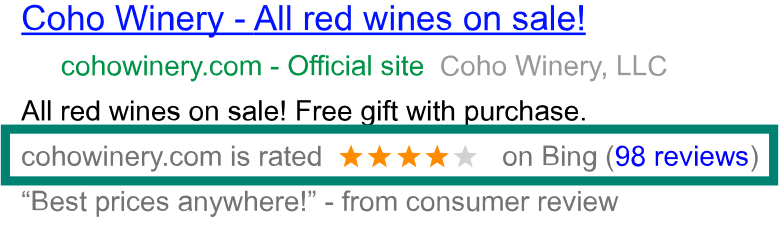 Coho Winery - All red wines on sale!
cohowinery.com - Official site Coho Winery, LLC
All red wines on sale! Free gift with purchase.
cohowinery.com is rated ★★★★★ on Bing (98 reviews)
“Best prices anywhere!” - from consumer review